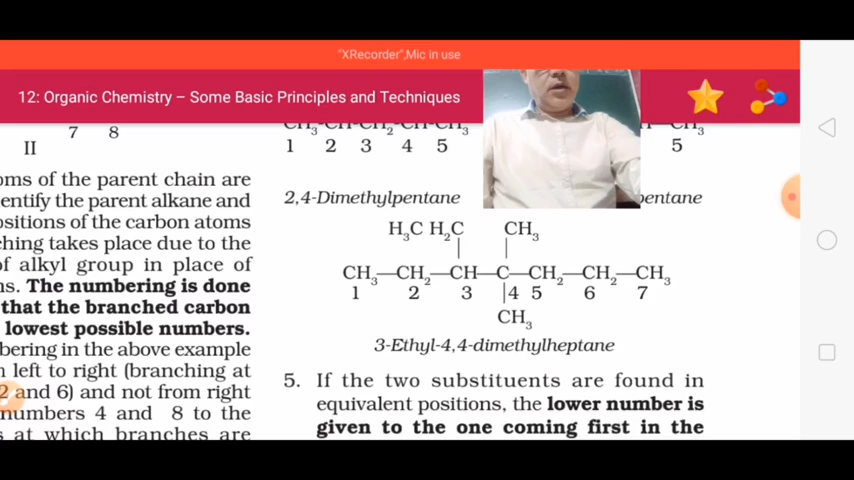 "XRecorder",Mic in use
12: Organic Chemistry – Some Basic Principles and Techniques
7 8
II
oms of the parent chain are
entify the parent alkane and
ositions of the carbon atoms
ching takes place due to the
of alkyl group in place of
ns. The numbering is done
that the branched carbon
lowest possible numbers.
bering in the above example
n left to right (branching at
2 and 6) and not from right
numbers 4 and 8 to the
s at which branches are
CH3-CH-CH2-CH-CH3
1 2 3 4 5
CH3
5
2,4-Dimethylpentane
pentane
H3C H2C CH3
CH3—CH2—CH—C—CH2—CH2—CH3
1 2 3 4 5 6 7
CH3
3-Ethyl-4,4-dimethylheptane
5. If the two substituents are found in
equivalent positions, the lower number is
given to the one coming first in the